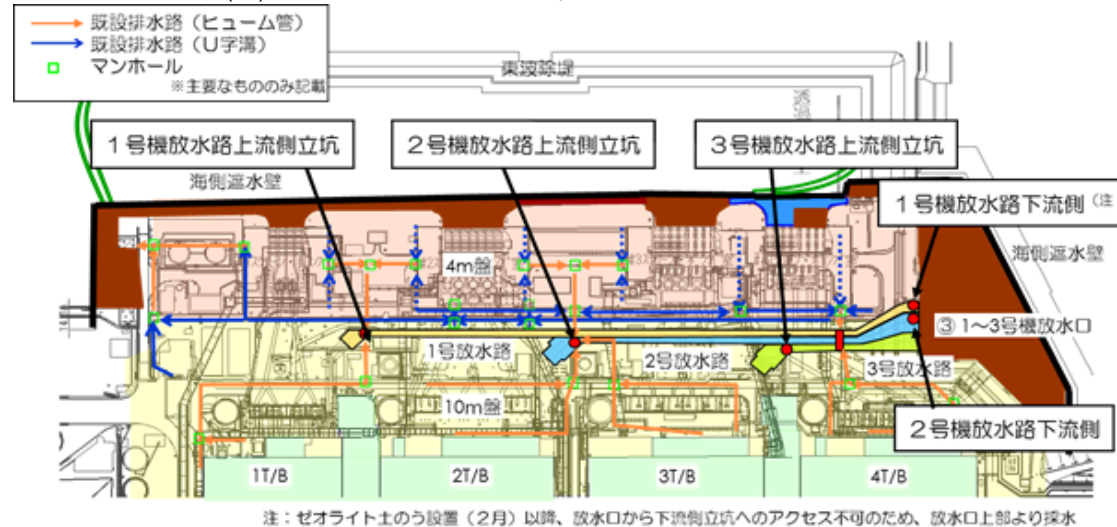 既設排水路（ヒューム管）
既設排水路（U字溝）
マンホール
※主要なもののみ記載
東波除堤
1号機放水路上流側立坑
2号機放水路上流側立坑
3号機放水路上流側立坑
海側遮水壁
1号機放水路下流側（注
海側遮水壁
4m盤
③ 1～3号機放水口
1号放水路
2号放水路
3号放水路
10m盤
2号機放水路下流側
1T/B
2T/B
3T/B
4T/B
注：ゼオライト土のう設置（2月）以降、放水口から下流側立坑へのアクセス不可のため、放水口上部より採水